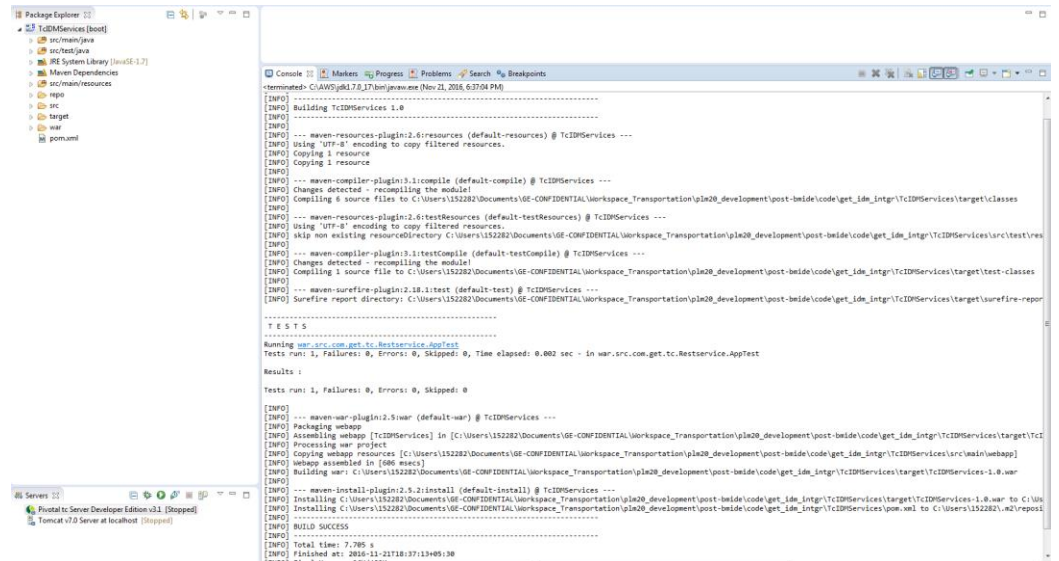 Package Explorer
TcIDMServices [boot]
src/main/java
src/test/java
JRE System Library [JavaSE-1.7]
Maven Dependencies
src/main/resources
repo
src
target
war
pom.xml
Servers
Pivotal tc Server Developer Edition v3.1 [Stopped]
Tomcat v7.0 Server at localhost [Stopped]
Console Markers Progress Problems Search Breakpoints
<terminated> C:\AWS\jdk1.7.0_17\bin\javaw.exe (Nov 21, 2016, 6:37:04 PM)
[INFO] ------------------------------------------------------------------------
[INFO] Building TcIDMServices 1.0
[INFO] ------------------------------------------------------------------------
[INFO]
[INFO] --- maven-resources-plugin:2.6:resources (default-resources) @ TcIDMServices ---
[INFO] Using 'UTF-8' encoding to copy filtered resources.
[INFO] Copying 1 resource
[INFO] Copying 1 resource
[INFO]
[INFO] --- maven-compiler-plugin:3.1:compile (default-compile) @ TcIDMServices ---
[INFO] Changes detected - recompiling the module!
[INFO] Compiling 6 source files to C:\Users\152282\Documents\GE-CONFIDENTIAL\Workspace_Transportation\plm20_development\post-bmide\code\get_idm_intgr\TcIDMServices\target\classes
[INFO]
[INFO] --- maven-resources-plugin:2.6:testResources (default-testResources) @ TcIDMServices ---
[INFO] Using 'UTF-8' encoding to copy filtered resources.
[INFO] skip non existing resourceDirectory C:\Users\152282\Documents\GE-CONFIDENTIAL\Workspace_Transportation\plm20_development\post-bmide\code\get_idm_intgr\TcIDMServices\src\test\res
[INFO]
[INFO] --- maven-compiler-plugin:3.1:testCompile (default-testCompile) @ TcIDMServices ---
[INFO] Changes detected - recompiling the module!
[INFO] Compiling 1 source file to C:\Users\152282\Documents\GE-CONFIDENTIAL\Workspace_Transportation\plm20_development\post-bmide\code\get_idm_intgr\TcIDMServices\target\test-classes
[INFO]
[INFO] --- maven-surefire-plugin:2.18.1:test (default-test) @ TcIDMServices ---
[INFO] Surefire report directory: C:\Users\152282\Documents\GE-CONFIDENTIAL\Workspace_Transportation\plm20_development\post-bmide\code\get_idm_intgr\TcIDMServices\target\surefire-repor
-------------------------------------------------------
T E S T S
-------------------------------------------------------
Running war.src.com.get.tc.Restservice.AppTest
Tests run: 1, Failures: 0, Errors: 0, Skipped: 0, Time elapsed: 0.002 sec - in war.src.com.get.tc.Restservice.AppTest
Results :
Tests run: 1, Failures: 0, Errors: 0, Skipped: 0
[INFO]
[INFO] --- maven-war-plugin:2.5:war (default-war) @ TcIDMServices ---
[INFO] Packaging webapp
[INFO] Assembling webapp [TcIDMServices] in [C:\Users\152282\Documents\GE-CONFIDENTIAL\Workspace_Transportation\plm20_development\post-bmide\code\get_idm_intgr\TcIDMServices\target\TcI
[INFO] Processing war project
[INFO] Copying webapp resources [C:\Users\152282\Documents\GE-CONFIDENTIAL\Workspace_Transportation\plm20_development\post-bmide\code\get_idm_intgr\TcIDMServices\src\main\webapp]
[INFO] Webapp assembled in [606 msecs]
[INFO] Building war: C:\Users\152282\Documents\GE-CONFIDENTIAL\Workspace_Transportation\plm20_development\post-bmide\code\get_idm_intgr\TcIDMServices\target\TcIDMServices-1.0.war
[INFO]
[INFO] --- maven-install-plugin:2.5.2:install (default-install) @ TcIDMServices ---
[INFO] Installing C:\Users\152282\Documents\GE-CONFIDENTIAL\Workspace_Transportation\plm20_development\post-bmide\code\get_idm_intgr\TcIDMServices\target\TcIDMServices-1.0.war to C:\Us
[INFO] Installing C:\Users\152282\Documents\GE-CONFIDENTIAL\Workspace_Transportation\plm20_development\post-bmide\code\get_idm_intgr\TcIDMServices\pom.xml to C:\Users\152282\.m2\reposi
[INFO] ------------------------------------------------------------------------
[INFO] BUILD SUCCESS
[INFO] ------------------------------------------------------------------------
[INFO] Total time: 7.705 s
[INFO] Finished at: 2016-11-21T18:37:13+05:30